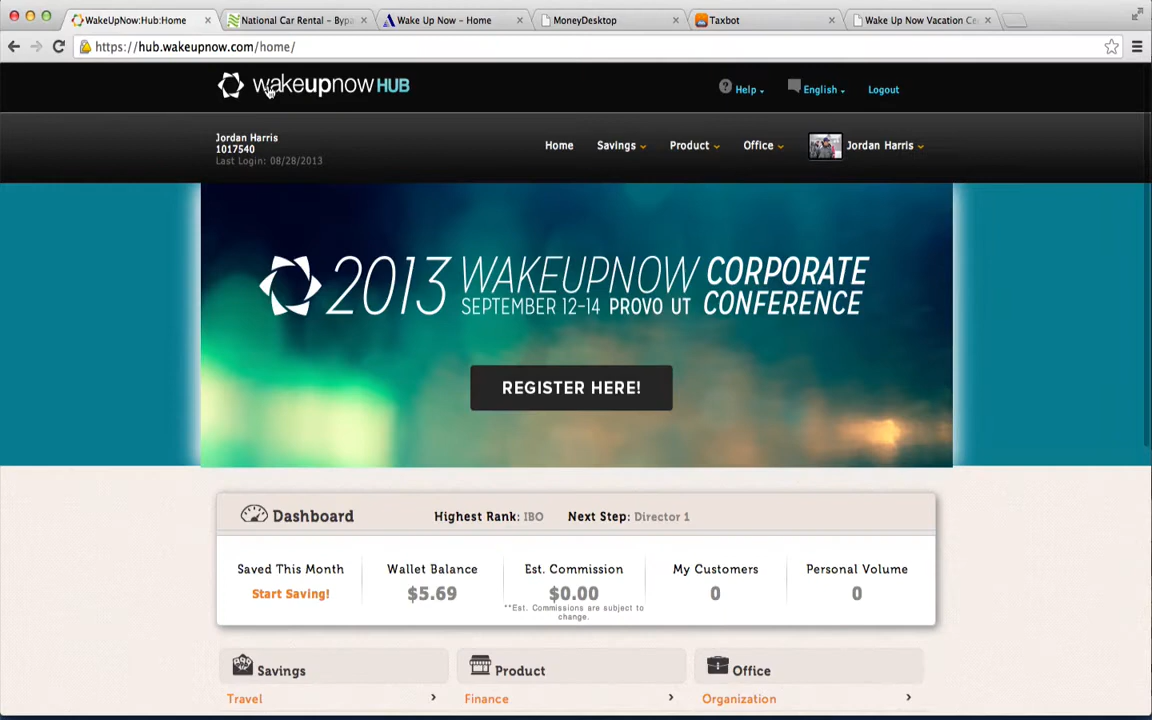 WakeUpNow:Hub:Home
National Car Rental - Bypa
Wake Up Now - Home
MoneyDesktop
Taxbot
Wake Up Now Vacation Ce
https://hub.wakeupnow.com/home/
wakeupnow HUB
Help
English
Logout
Jordan Harris
1017540
Last Login: 08/28/2013
Home
Savings
Product
Office
Jordan Harris
2013 WAKEUPNOW CORPORATE
SEPTEMBER 12-14 PROVO UT CONFERENCE
REGISTER HERE!
Dashboard
Highest Rank: IBO
Next Step: Director 1
Saved This Month
Wallet Balance
Est. Commission
My Customers
Personal Volume
Start Saving!
$5.69
$0.00
0
0
**Est. Commissions are subject to
change.
Savings
Product
Office
Travel
Finance
Organization